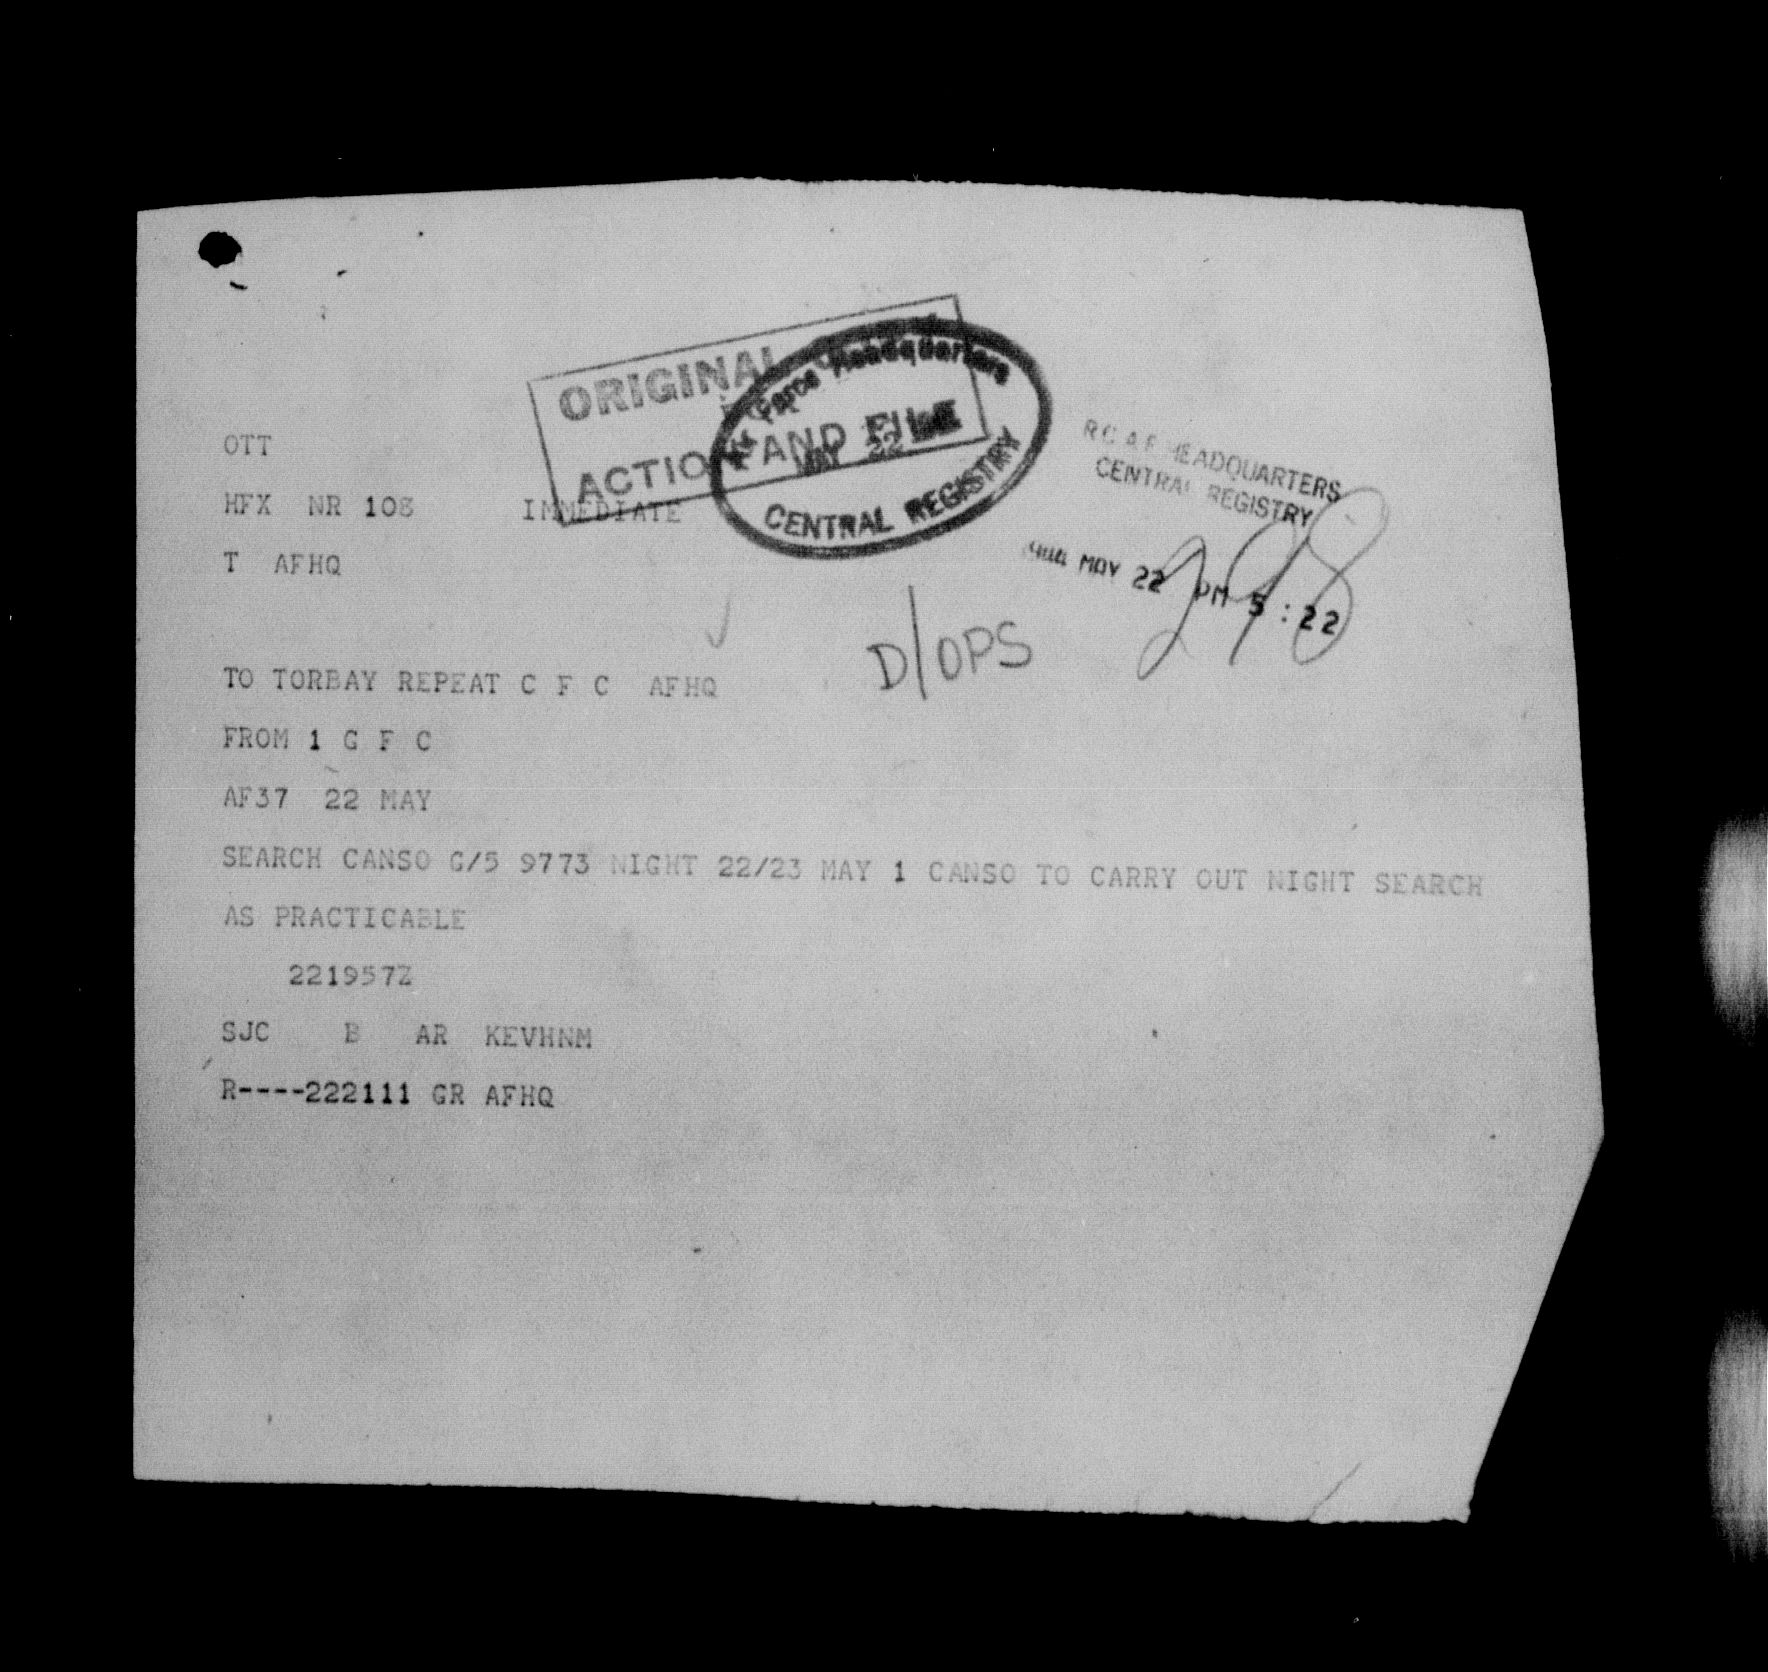 ORIGINAL
ACTION AND FILE
Air Force Headquarters
MAY 22
CENTRAL REGISTRY
R C A F HEADQUARTERS
CENTRAL REGISTRY
1944 MAY 22 PM 5:22
298
OTT
HFX NR 108 IMMEDIATE
T AFHQ
D/OPS
TO TORBAY REPEAT C F C AFHQ
FROM 1 G F C
AF37 22 MAY
SEARCH CANSO G/5 9773 NIGHT 22/23 MAY 1 CANSO TO CARRY OUT NIGHT SEARCH
AS PRACTICABLE
221957Z
SJC B AR KEVHNM
R----222111 GR AFHQ